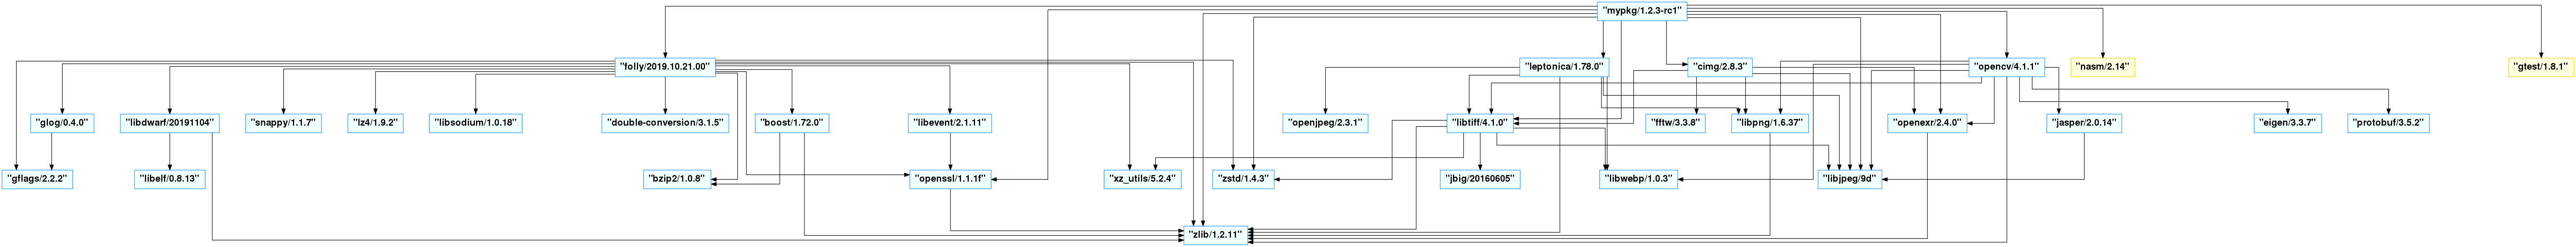 "mypkg/1.2.3-rc1"
"folly/2019.10.21.00"
"leptonica/1.78.0"
"cimg/2.8.3"
"opencv/4.1.1"
"nasm/2.14"
"gtest/1.8.1"
"glog/0.4.0"
"libdwarf/20191104"
"snappy/1.1.7"
"lz4/1.9.2"
"libsodium/1.0.18"
"double-conversion/3.1.5"
"boost/1.72.0"
"libevent/2.1.11"
"openjpeg/2.3.1"
"libtiff/4.1.0"
"fftw/3.3.8"
"libpng/1.6.37"
"openexr/2.4.0"
"jasper/2.0.14"
"eigen/3.3.7"
"protobuf/3.5.2"
"gflags/2.2.2"
"libelf/0.8.13"
"bzip2/1.0.8"
"openssl/1.1.1f"
"xz_utils/5.2.4"
"zstd/1.4.3"
"jbig/20160605"
"libwebp/1.0.3"
"libjpeg/9d"
"zlib/1.2.11"